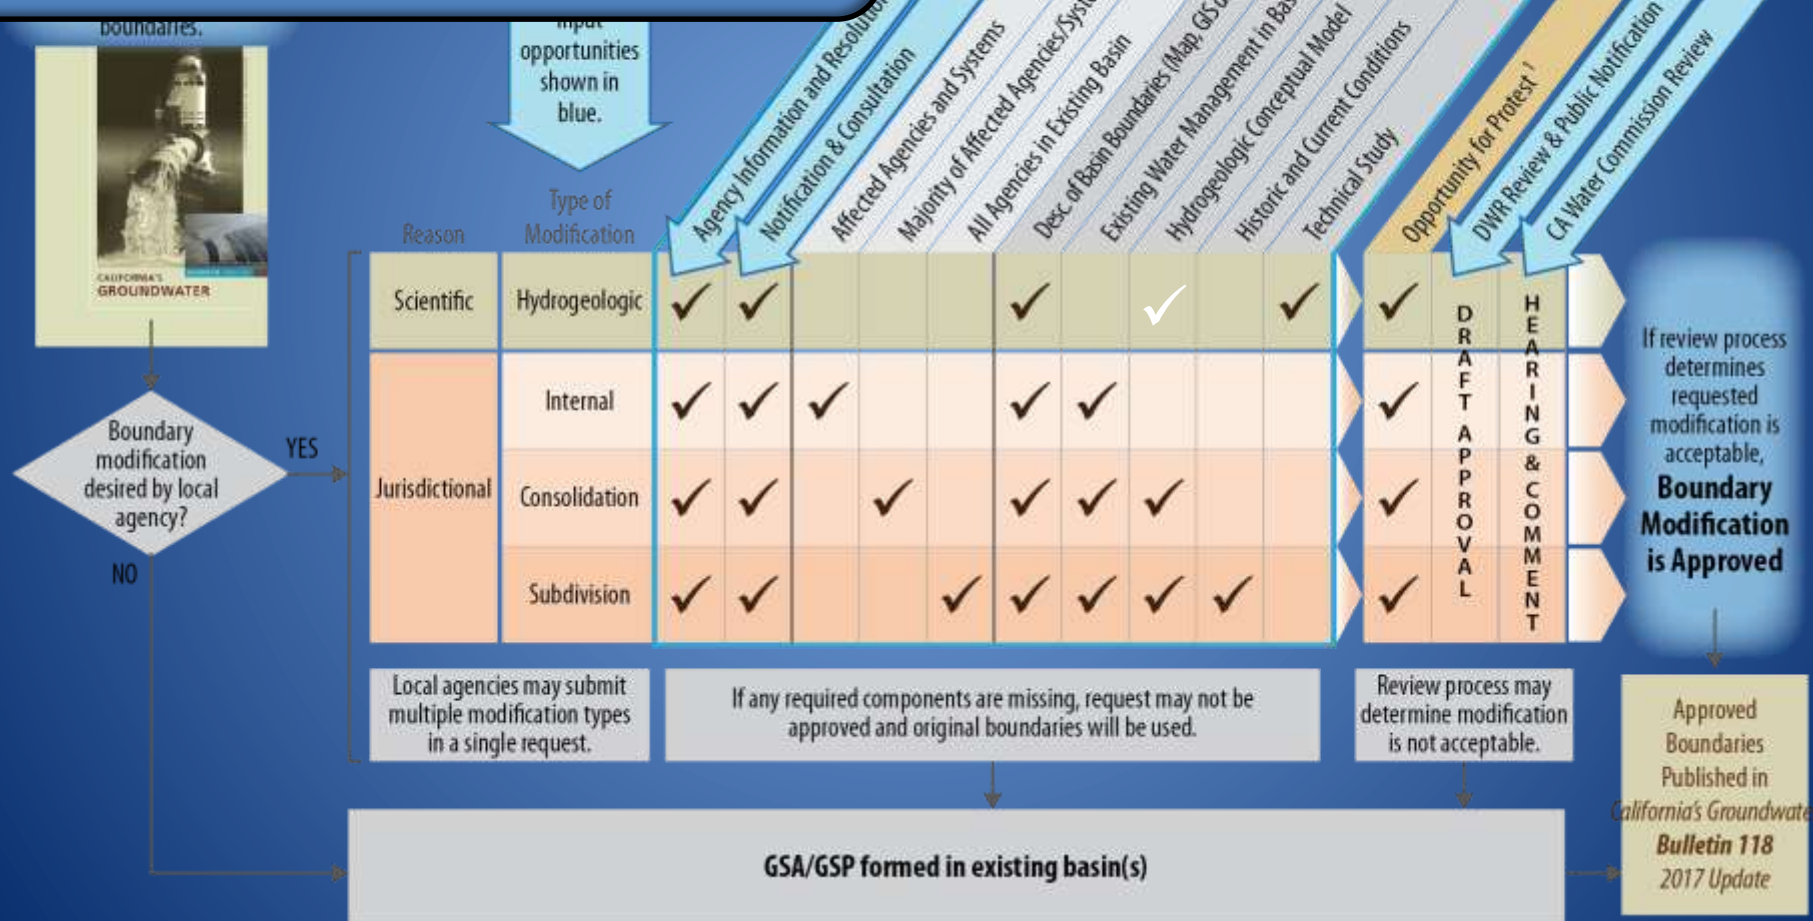 boundaries.
CALIFORNIA'S
GROUNDWATER
input
opportunities
shown in
blue.
Reason
Type of
Modification
Agency Information and
Notification & Consultation
Affected Agencies and Systems
Majority of Affected
All Agencies in Existing Basin
Desc. of Basin Boundaries (Map, GIS
Existing Water Management in
Hydrogeologic Conceptual Model
Historic and Current Conditions
Technical Study
Opportunity for Protest 1
DWR Review & Public Notification
CA Water Commission Review
Scientific
Hydrogeologic
✓ ✓ ✓ ✓ ✓ ✓
Jurisdictional
Internal
✓ ✓ ✓ ✓ ✓ ✓
Consolidation
✓ ✓ ✓ ✓ ✓ ✓ ✓
Subdivision
✓ ✓ ✓ ✓ ✓ ✓ ✓ ✓
DRAFT APPROVAL
HEARING & COMMENT
Boundary
modification
desired by local
agency?
YES
NO
If review process
determines
requested
modification is
acceptable,
Boundary
Modification
is Approved
Local agencies may submit
multiple modification types
in a single request.
If any required components are missing, request may not be
approved and original boundaries will be used.
Review process may
determine modification
is not acceptable.
GSA/GSP formed in existing basin(s)
Approved
Boundaries
Published in
California's Groundwate
Bulletin 118
2017 Update